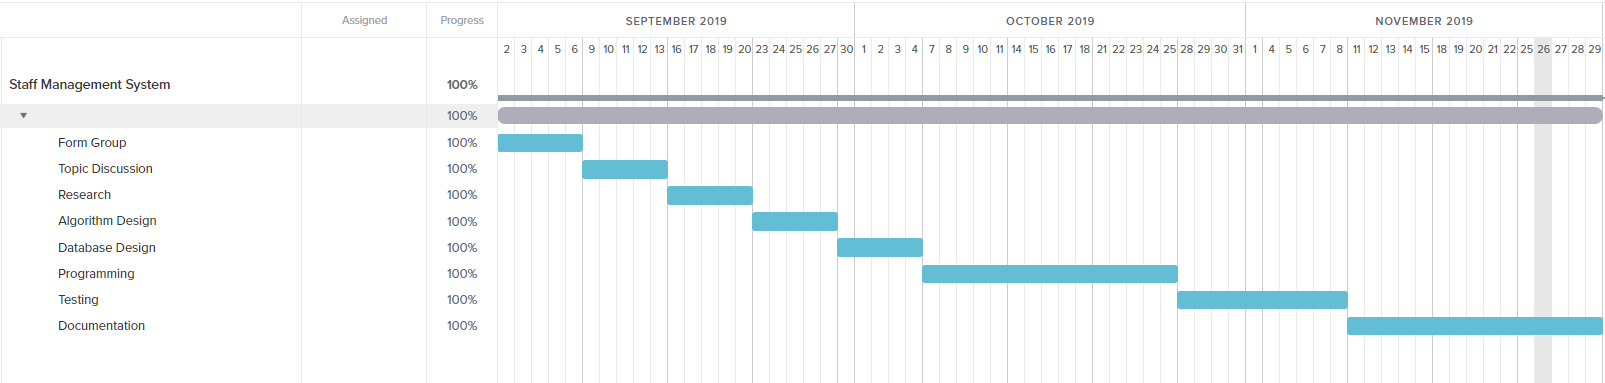 Assigned Progress SEPTEMBER 2019 OCTOBER 2019 NOVEMBER 2019
2 3 4 5 6 9 10 11 12 13 16 17 18 19 20 23 24 25 26 27 30 1 2 3 4 7 8 9 10 11 14 15 16 17 18 21 22 23 24 25 28 29 30 31 1 4 5 6 7 8 11 12 13 14 15 18 19 20 21 22 25 26 27 28 29
Staff Management System 100%
100%
Form Group 100%
Topic Discussion 100%
Research 100%
Algorithm Design 100%
Database Design 100%
Programming 100%
Testing 100%
Documentation 100%